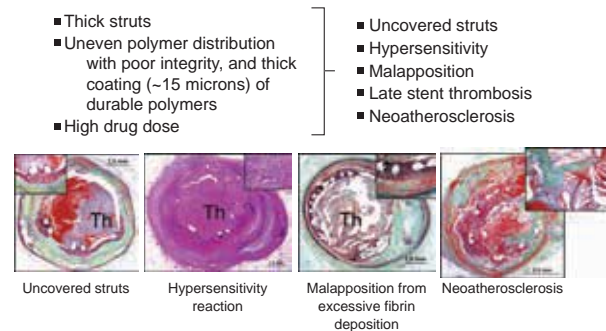 ▪ Thick struts
▪ Uneven polymer distribution
with poor integrity, and thick
coating (~15 microns) of
durable polymers
▪ High drug dose
▪ Uncovered struts
▪ Hypersensitivity
▪ Malapposition
▪ Late stent thrombosis
▪ Neoatherosclerosis
Th
Th
Th
Uncovered struts
Hypersensitivity
reaction
Malapposition from
excessive fibrin
deposition
Neoatherosclerosis